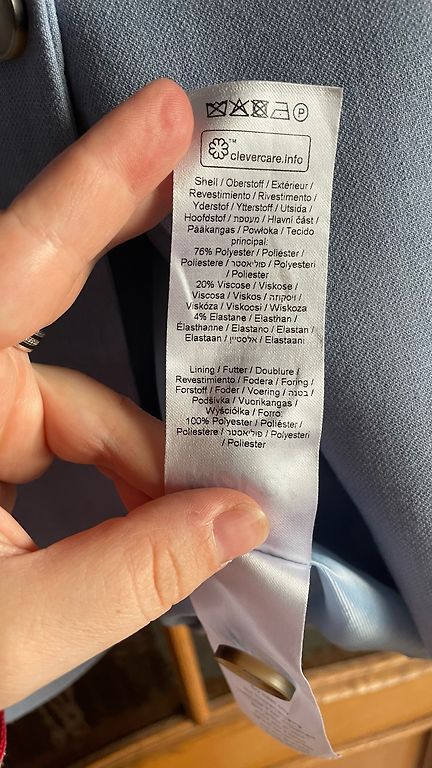 P
TM
clevercare.info
Shell / Oberstoff / Extérieur /
Revestimiento / Rivestimento /
Yderstof / Ytterstoff / Utsida /
Hoofdstof / מעטפת / Hlavní část /
Pääkangas / Powłoka / Tecido
principal:
76% Polyester / Poliéster /
Poliestere / פוליאסטר / Polyesteri
/ Poliester
20% Viscose / Viskose /
Viscosa / Viskos / ויסקוזה /
Viskóza / Viskoosi / Wiskoza
4% Elastane / Elasthan /
Élasthanne / Elastano / Elastan /
Elastaan / אלסטיין / Elastaani
Lining / Futter / Doublure /
Revestimiento / Fodera / Foring /
Forstoff / Foder / Voering / בטנה /
Podšívka / Vuorikangas /
Wyściółka / Forro:
100% Polyester / Poliéster /
Poliestere / פוליאסטר / Polyesteri
/ Poliester